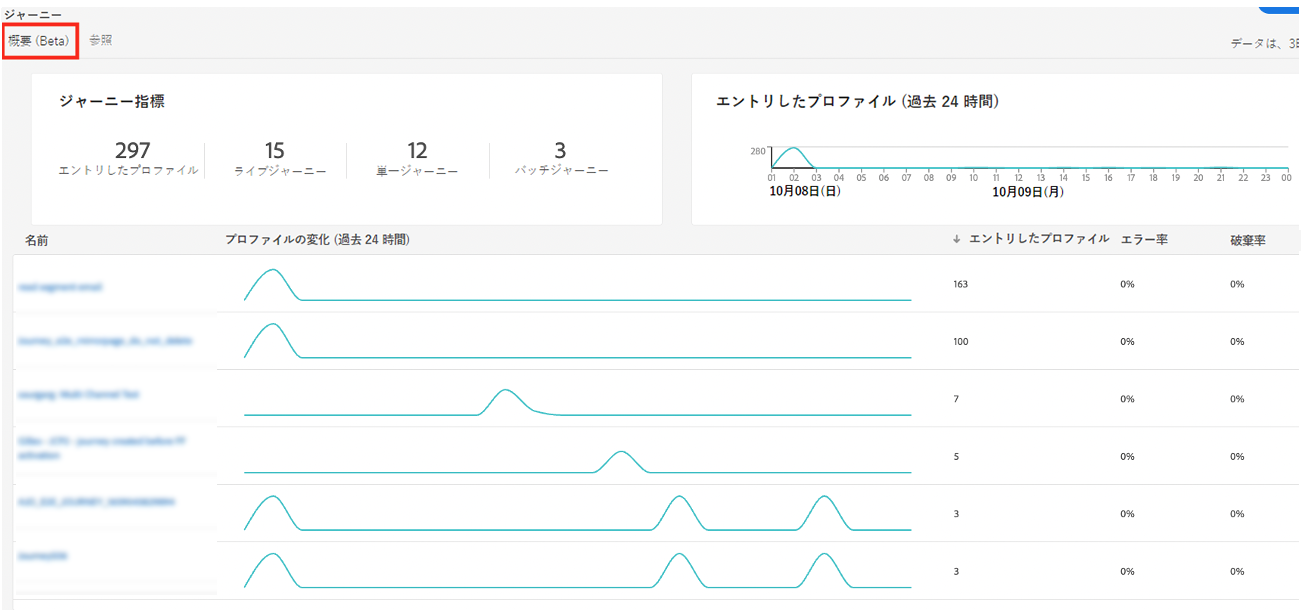 ジャーニー
概要 (Beta) 参照
データは、3
ジャーニー指標
297 15 12 3
エントリしたプロファイル ライブジャーニー 単一ジャーニー バッチジャーニー
エントリしたプロファイル (過去 24 時間)
280
01 02 03 04 05 06 07 08 09 10 11 12 13 14 15 16 17 18 19 20 21 22 23 00
10月08日(日) 10月09日(月)
名前 プロファイルの変化 (過去 24 時間) ↓ エントリしたプロファイル エラー率 破棄率
163 0% 0%
100 0% 0%
7 0% 0%
5 0% 0%
3 0% 0%
3 0% 0%